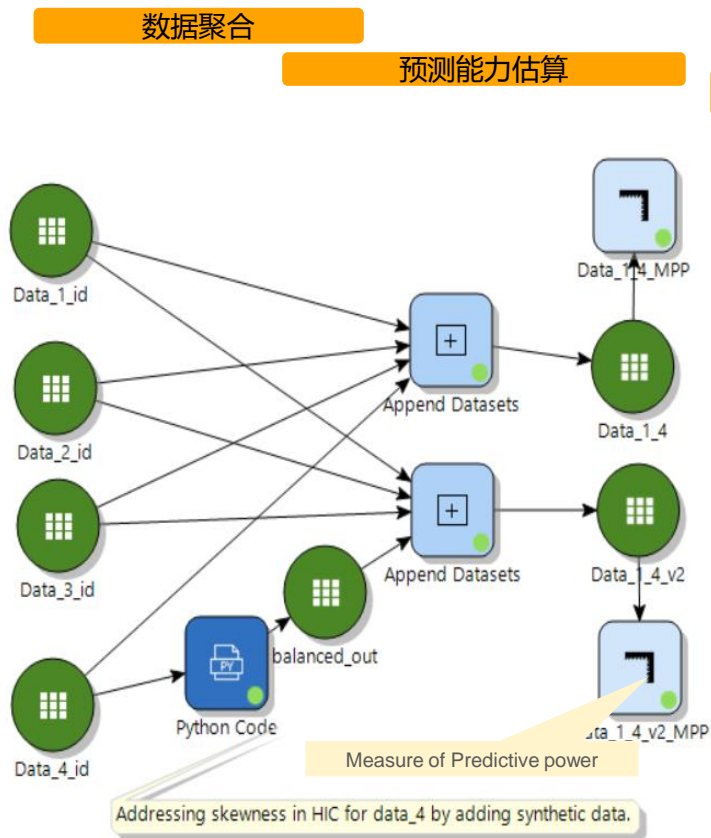 数据聚合
预测能力估算
Data_1_id
Data_1_4_MPP
Append Datasets
Data_1_4
Data_2_id
Append Datasets
Data_1_4_v2
Data_3_id
balanced_out
PY
Python Code
ata_1_4_v2_MPP
Measure of Predictive power
Data_4_id
Addressing skewness in HIC for data_4 by adding synthetic data.